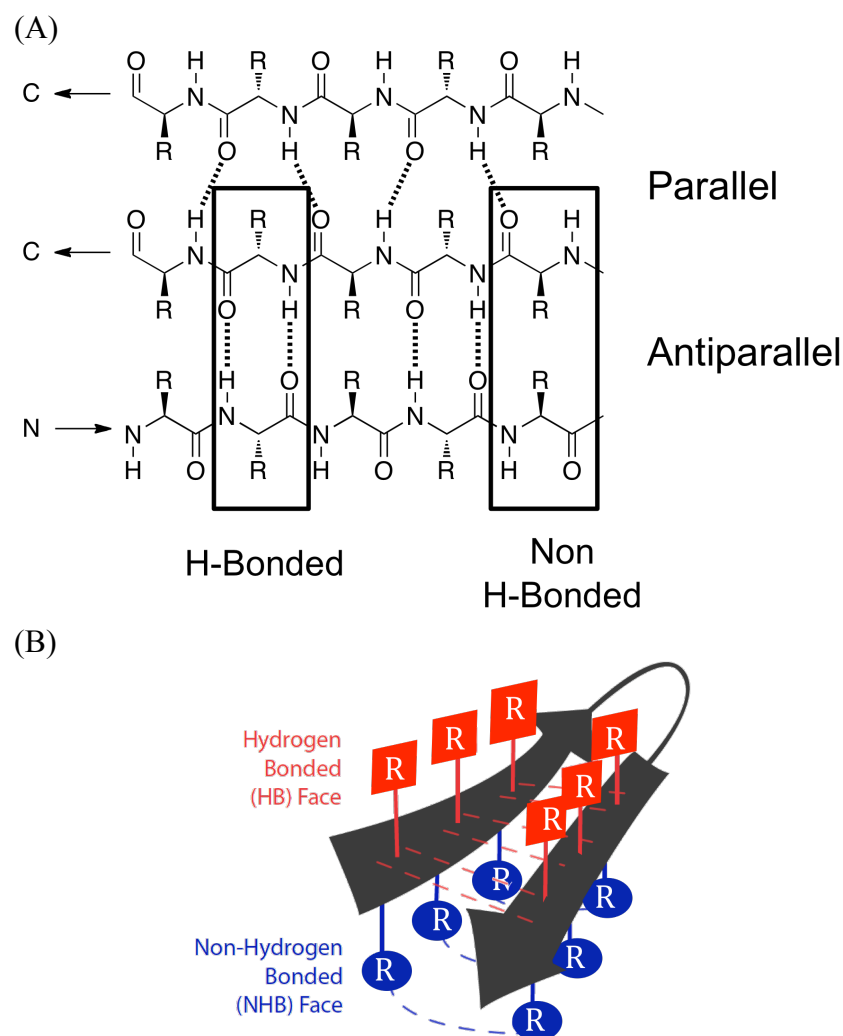 (A)
O H R O H R O H
C N N N N N
R O H R O H R
Parallel
O H R O H R O H
C N N N N N
R O H R O H R
Antiparallel
R H O R H O R
N N N N N N
H O R H O R H O
H-Bonded
Non
H-Bonded
(B)
Hydrogen
Bonded
(HB) Face
R R R R
R R
R R R
Non-Hydrogen
Bonded
(NHB) Face
R R
R